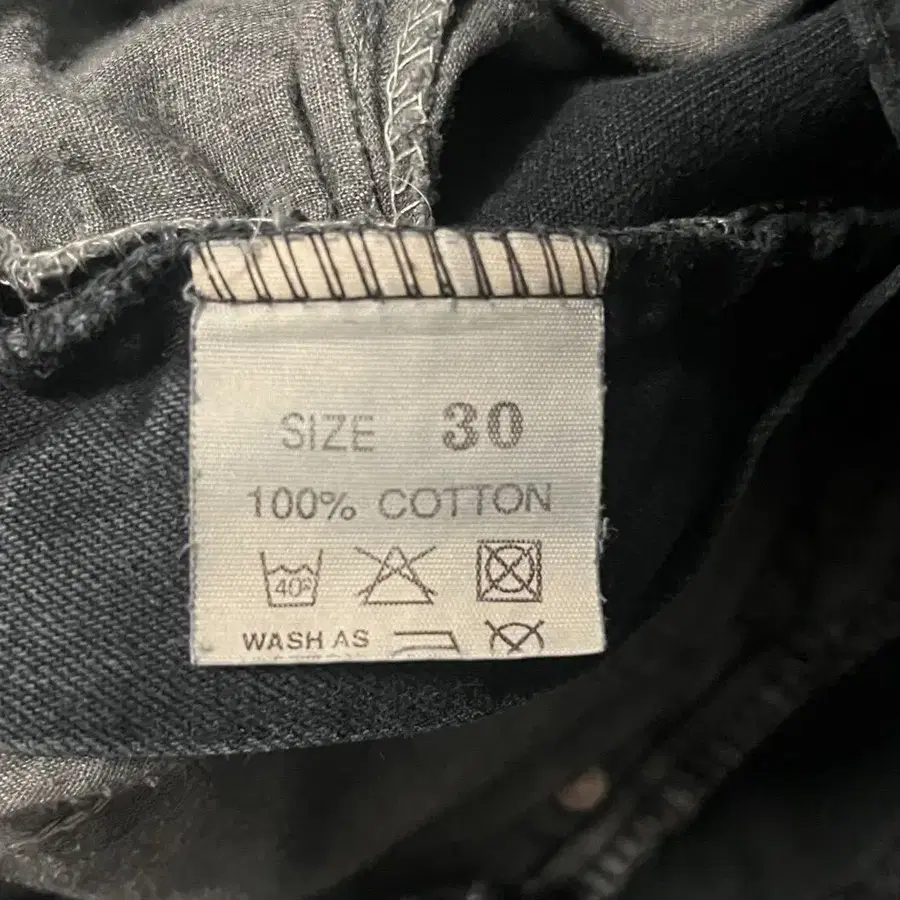 SIZE 30
100% COTTON
40°
WASH AS